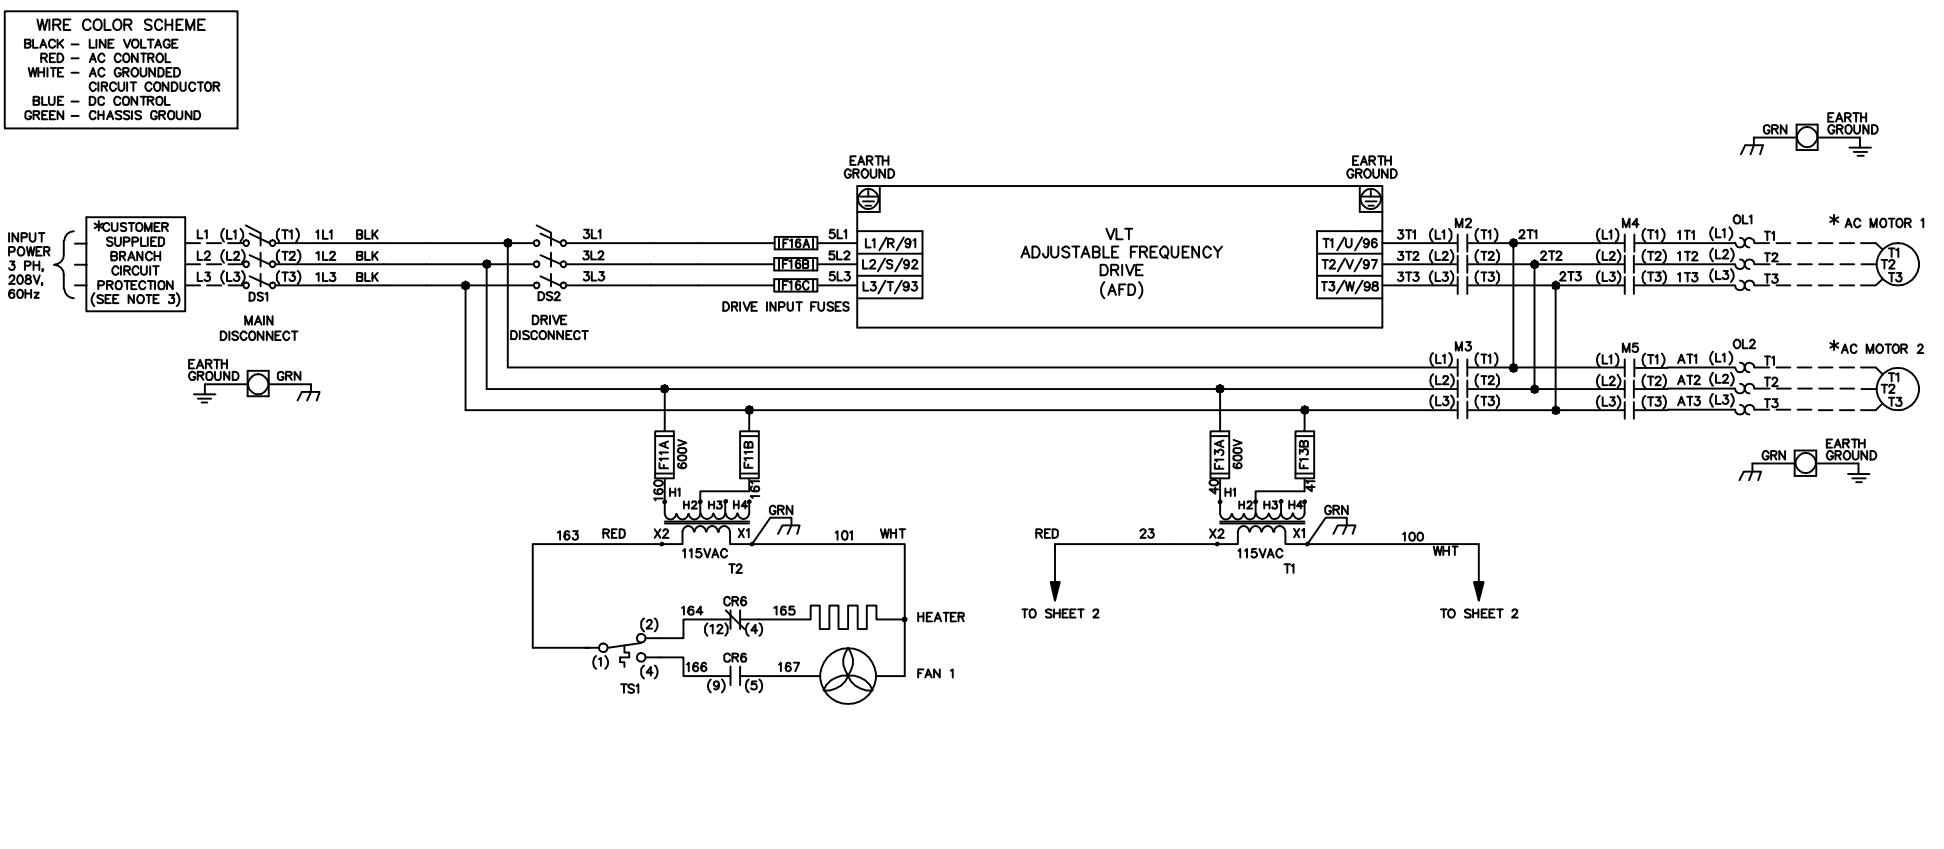 WIRE COLOR SCHEME
BLACK – LINE VOLTAGE
RED – AC CONTROL
WHITE – AC GROUNDED
CIRCUIT CONDUCTOR
BLUE – DC CONTROL
GREEN – CHASSIS GROUND
GRN
EARTH
GROUND
EARTH
GROUND
EARTH
GROUND
INPUT
POWER
3 PH,
208V,
60Hz
*CUSTOMER
SUPPLIED
BRANCH
CIRCUIT
PROTECTION
(SEE NOTE 3)
L1 (L1) (T1) 1L1 BLK
L2 (L2) (T2) 1L2 BLK
L3 (L3) (T3) 1L3 BLK
DS1
MAIN
DISCONNECT
3L1
3L2
3L3
DS2
DRIVE
DISCONNECT
F16A 5L1 L1/R/91
F16B 5L2 L2/S/92
F16C 5L3 L3/T/93
DRIVE INPUT FUSES
VLT
ADJUSTABLE FREQUENCY
DRIVE
(AFD)
M2 M4 OL1 * AC MOTOR 1
T1/U/96 3T1 (L1) (T1) 2T1 (L1) (T1) 1T1 (L1) T1 T1
T2/V/97 3T2 (L2) (T2) 2T2 (L2) (T2) 1T2 (L2) T2 T2
T3/W/98 3T3 (L3) (T3) 2T3 (L3) (T3) 1T3 (L3) T3 T3
M3 M5 OL2 *AC MOTOR 2
(L1) (T1) (L1) (T1) AT1 (L1) T1 T1
(L2) (T2) (L2) (T2) AT2 (L2) T2 T2
(L3) (T3) (L3) (T3) AT3 (L3) T3 T3
EARTH
GROUND
GRN
GRN
EARTH
GROUND
F11A
600V
F11B
160
161
H1 H2 H3 H4
GRN
163 RED X2 X1 101 WHT
115VAC
T2
F13A
600V
F13B
40
41
H1 H2 H3 H4
GRN
RED 23 X2 X1 100
WHT
115VAC
T1
TO SHEET 2
TO SHEET 2
164 CR6 165
(12) (4)
HEATER
(2)
(1)
(4)
TS1
166 CR6 167
(9) (5)
FAN 1